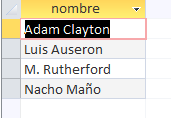 nombre
Adam Clayton
Luis Auseron
M. Rutherford
Nacho Maño